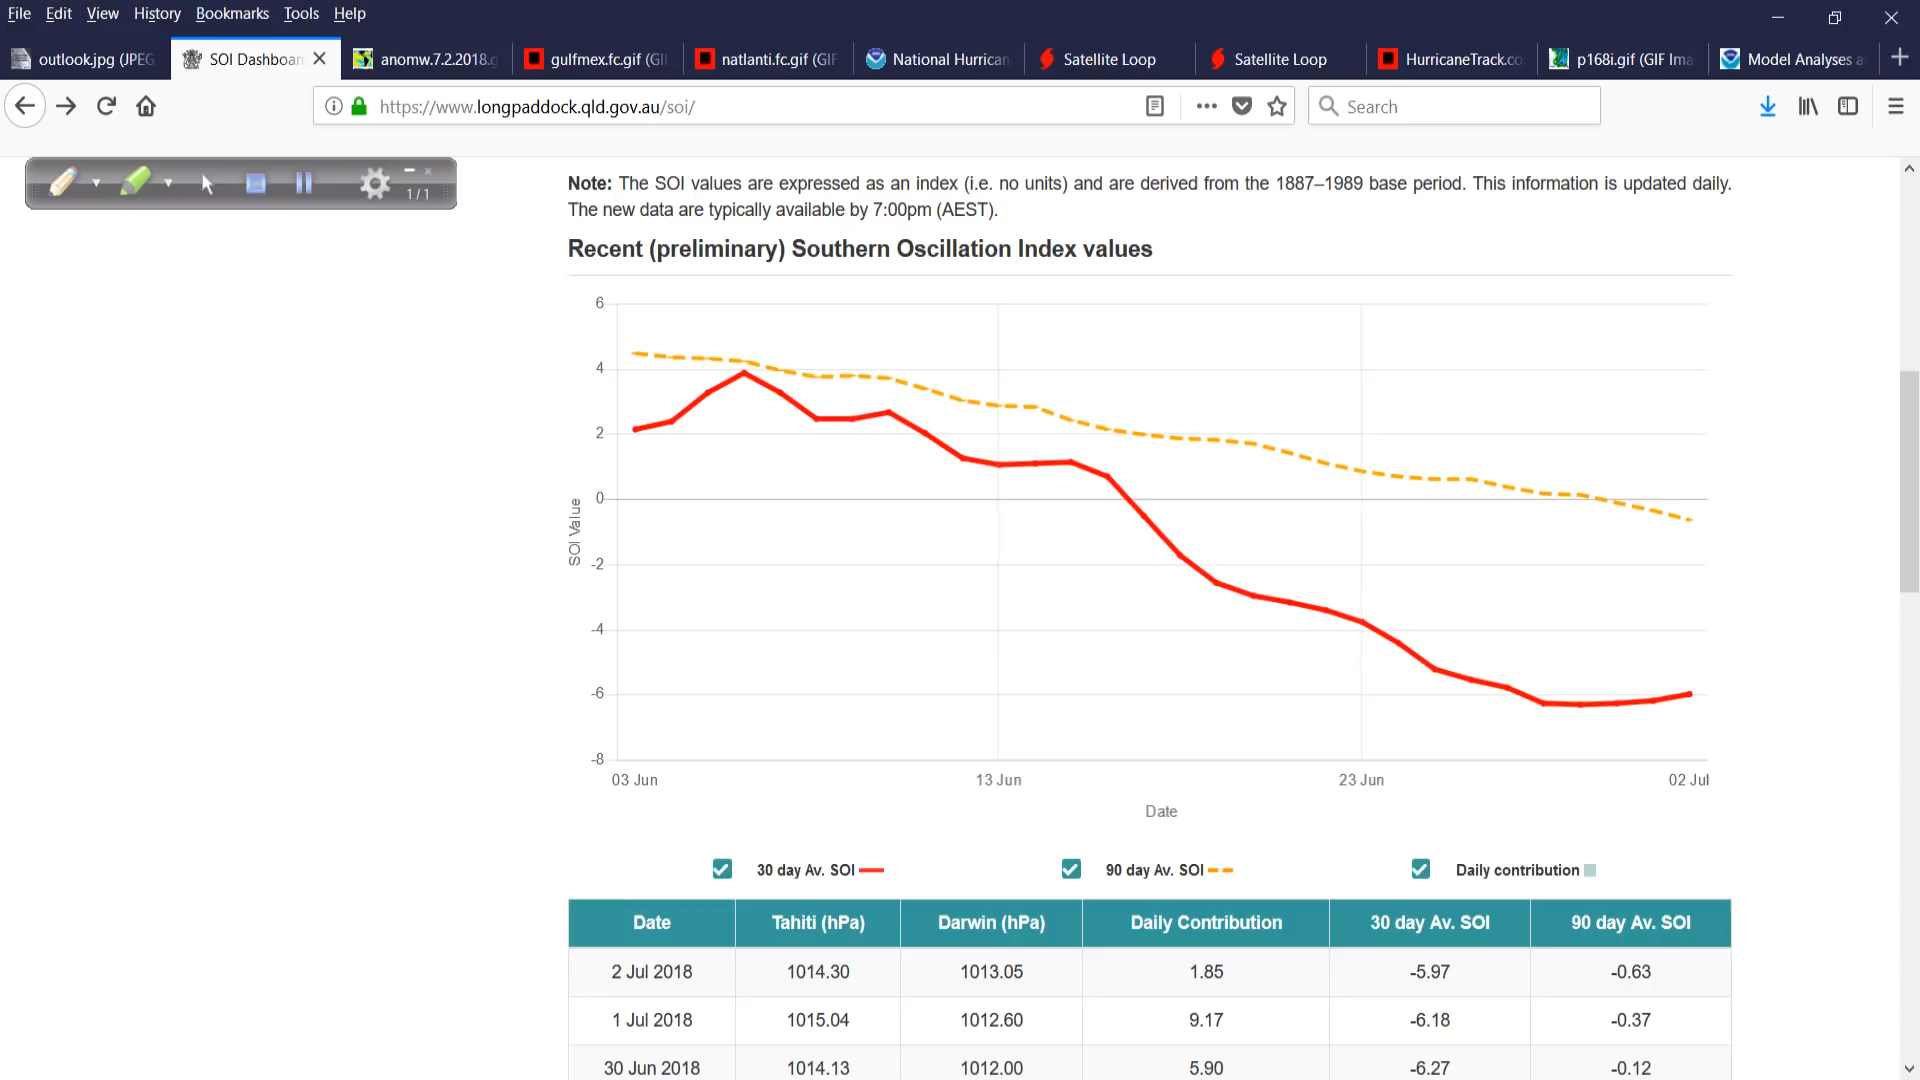 File Edit View History Bookmarks Tools Help
outlook.jpg (JPEG
SOI Dashboar
anomw.7.2.2018.g
gulfmex.fc.gif (GI
natlanti.fc.gif (GIF
National Hurrican
Satellite Loop
Satellite Loop
HurricaneTrack.co
p168i.gif (GIF Ima
Model Analyses a
https://www.longpaddock.qld.gov.au/soi/
Search
1/1
Note: The SOI values are expressed as an index (i.e. no units) and are derived from the 1887–1989 base period. This information is updated daily.
The new data are typically available by 7:00pm (AEST).
Recent (preliminary) Southern Oscillation Index values
6
4
2
0
-2
-4
-6
-8
SOI Value
03 Jun 13 Jun 23 Jun 02 Jul
Date
30 day Av. SOI 90 day Av. SOI Daily contribution
Date Tahiti (hPa) Darwin (hPa) Daily Contribution 30 day Av. SOI 90 day Av. SOI
2 Jul 2018 1014.30 1013.05 1.85 -5.97 -0.63
1 Jul 2018 1015.04 1012.60 9.17 -6.18 -0.37
30 Jun 2018 1014.13 1012.00 5.90 -6.27 -0.12